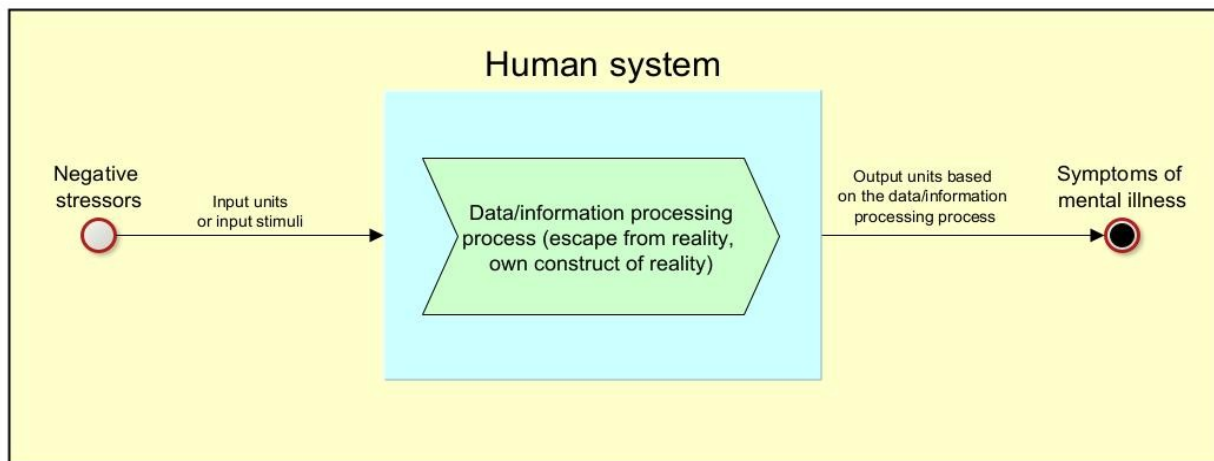 Human system
Negative
stressors
Input units
or input stimuli
Data/information processing
process (escape from reality,
own construct of reality)
Output units based
on the data/information
processing process
Symptoms of
mental illness